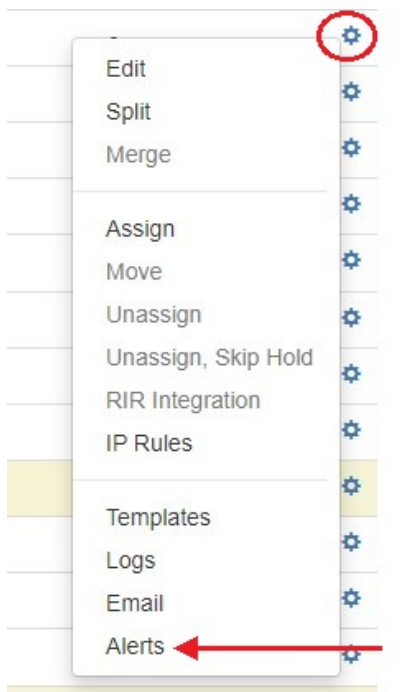 Edit
Split
Merge
Assign
Move
Unassign
Unassign, Skip Hold
RIR Integration
IP Rules
Templates
Logs
Email
Alerts